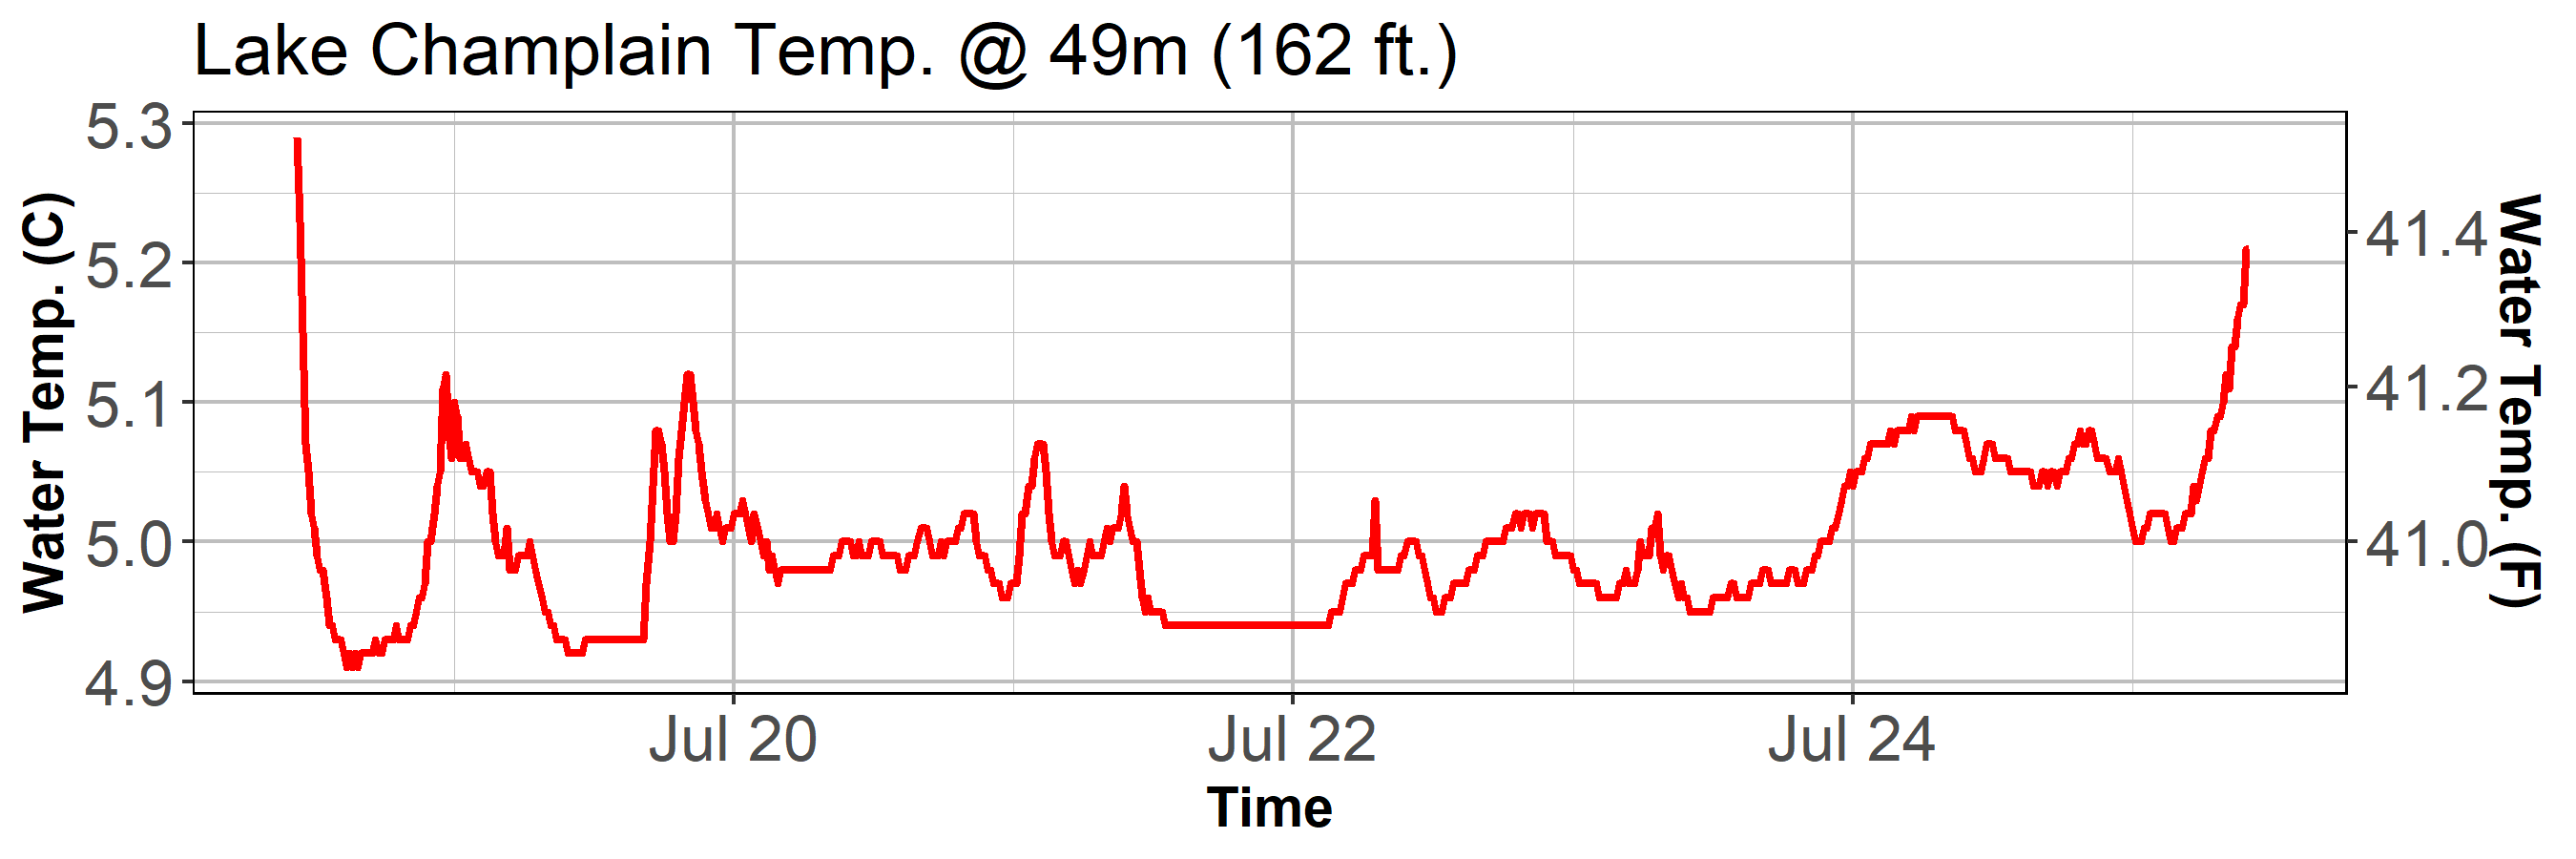 Lake Champlain Temp. @ 49m (162 ft.)
Water Temp. (C)
5.3
5.2
5.1
5.0
4.9
41.4
41.2
41.0
Water Temp. (F)
Jul 20
Jul 22
Jul 24
Time